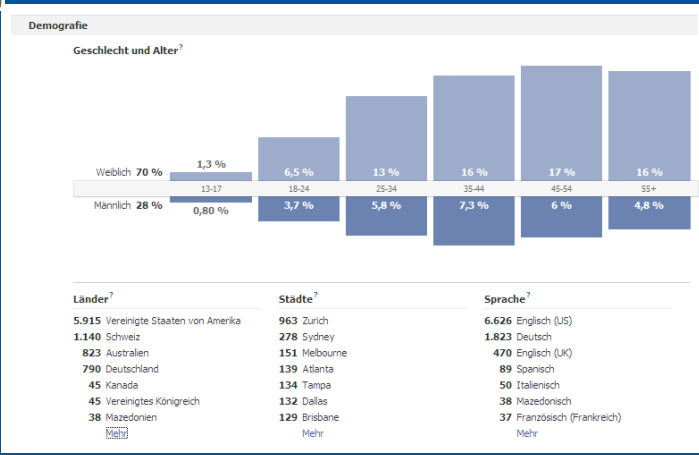 Demografie
Geschlecht und Alter?
Weiblich 70 % 1,3 % 6,5 % 13 % 16 % 17 % 16 %
13-17 18-24 25-34 35-44 45-54 55+
Männlich 28 % 0,80 % 3,7 % 5,8 % 7,3 % 6 % 4,8 %
Länder? Städte? Sprache?
5.915 Vereinigte Staaten von Amerika 963 Zurich 6.626 Englisch (US)
1.140 Schweiz 278 Sydney 1.823 Deutsch
823 Australien 151 Melbourne 470 Englisch (UK)
790 Deutschland 139 Atlanta 89 Spanisch
45 Kanada 134 Tampa 50 Italienisch
45 Vereinigtes Königreich 132 Dallas 38 Mazedonisch
38 Mazedonien 129 Brisbane 37 Französisch (Frankreich)
Mehr Mehr Mehr